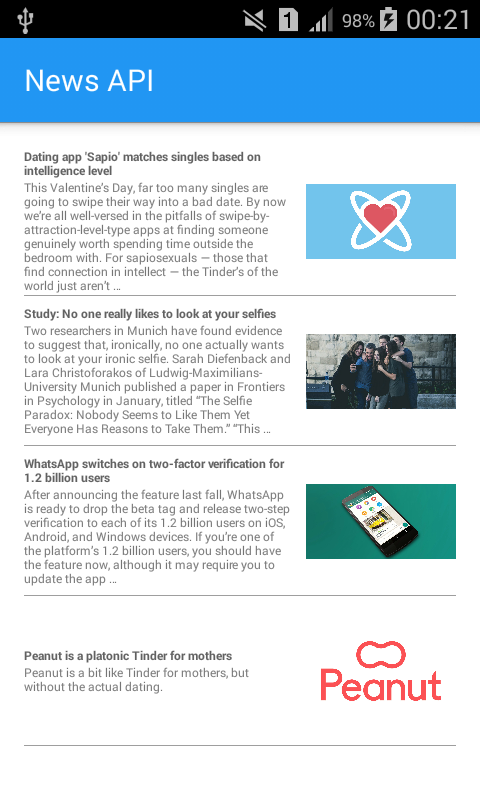 1 98% 00:21
News API
Dating app 'Sapio' matches singles based on
intelligence level
This Valentine’s Day, far too many singles are
going to swipe their way into a bad date. By now
we’re all well-versed in the pitfalls of swipe-by-
attraction-level-type apps at finding someone
genuinely worth spending time outside the
bedroom with. For sapiosexuals — those that
find connection in intellect — the Tinder’s of the
world just aren’t …
Study: No one really likes to look at your selfies
Two researchers in Munich have found evidence
to suggest that, ironically, no one actually wants
to look at your ironic selfie. Sarah Diefenback and
Lara Christoforakos of Ludwig-Maximilians-
University Munich published a paper in Frontiers
in Psychology in January, titled “The Selfie
Paradox: Nobody Seems to Like Them Yet
Everyone Has Reasons to Take Them.” “This …
WhatsApp switches on two-factor verification for
1.2 billion users
After announcing the feature last fall, WhatsApp
is ready to drop the beta tag and release two-step
verification to each of its 1.2 billion users on iOS,
Android, and Windows devices. If you’re one of
the platform’s 1.2 billion users, you should have
the feature now, although it may require you to
update the app …
Peanut is a platonic Tinder for mothers
Peanut is a bit like Tinder for mothers, but
without the actual dating.
Peanut